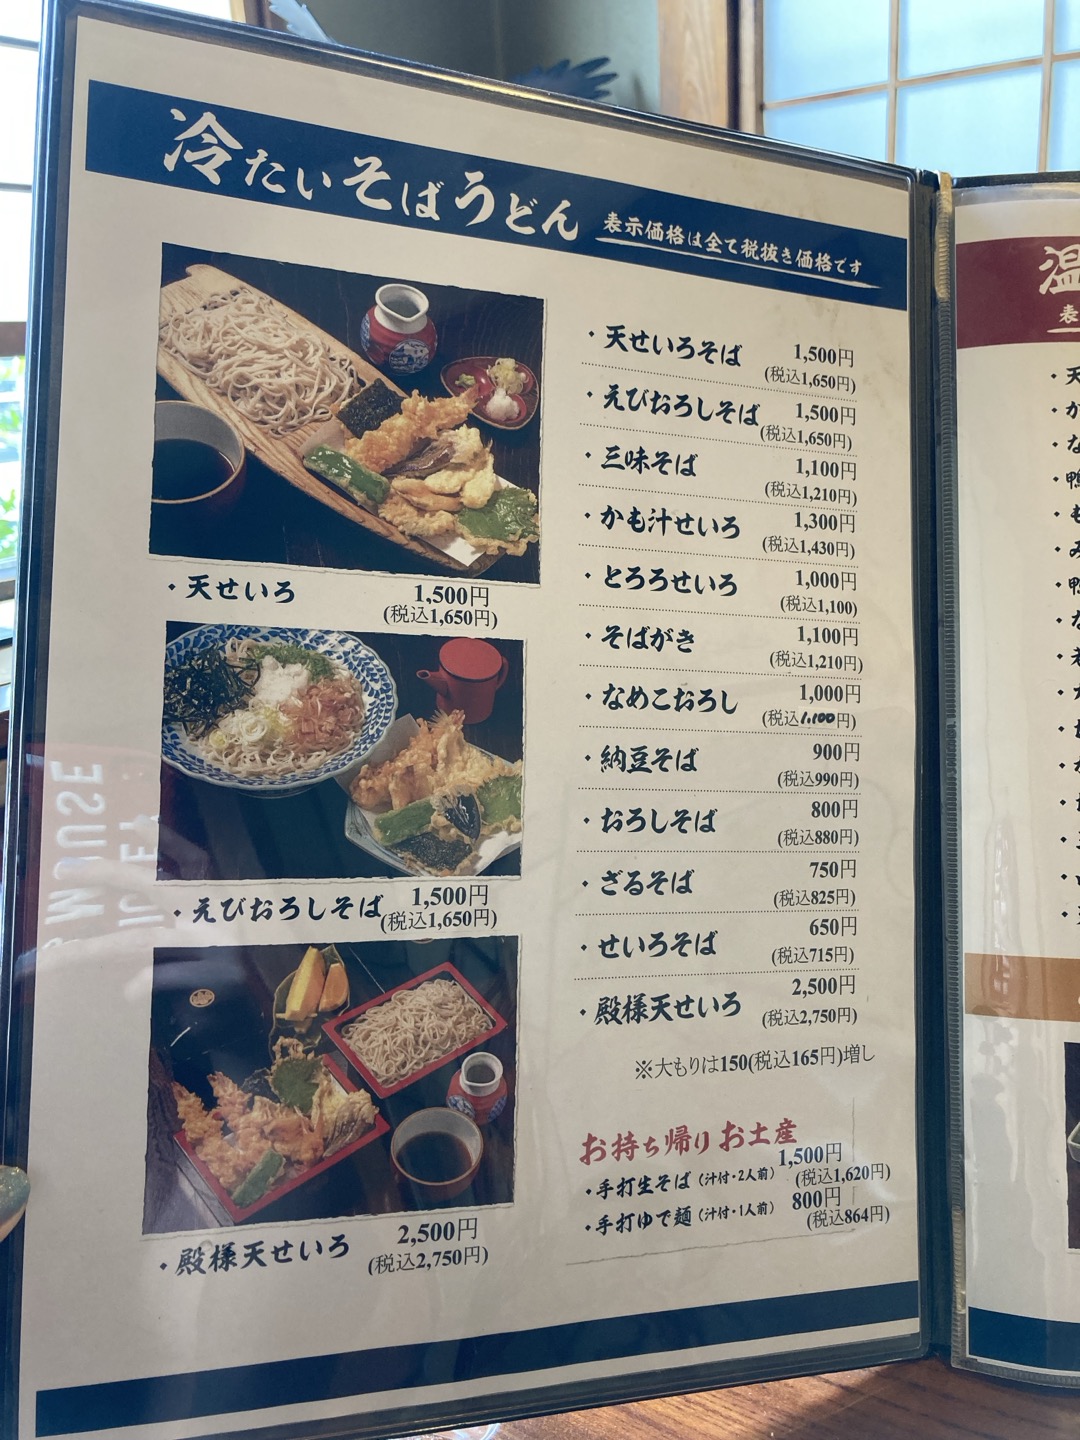 冷たいそばうどん 表示価格は全て税抜き価格です
・天せいろ 1,500円
(税込1,650円)
・えびおろしそば 1,500円
(税込1,650円)
・殿様天せいろ 2,500円
(税込2,750円)
・天せいろそば 1,500円
(税込1,650円)
・えびおろしそば 1,500円
(税込1,650円)
・三味そば 1,100円
(税込1,210円)
・かも汁せいろ 1,300円
(税込1,430円)
・とろろせいろ 1,000円
(税込1,100)
・そばがき 1,100円
(税込1,210円)
・なめこおろし 1,000円
(税込1,100円)
・納豆そば 900円
(税込990円)
・おろしそば 800円
(税込880円)
・ざるそば 750円
(税込825円)
・せいろそば 650円
(税込715円)
・殿様天せいろ 2,500円
(税込2,750円)
※大もりは150(税込165円)増し
お持ち帰りお土産
・手打生そば(汁付・2人前) 1,500円
(税込1,620円)
・手打ゆで麺(汁付・1人前) 800円
(税込864円)
温
表